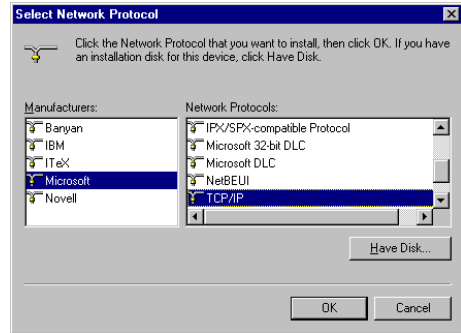 Select Network Protocol
Click the Network Protocol that you want to install, then click OK. If you have
an installation disk for this device, click Have Disk.
Manufacturers:
Banyan
IBM
ITeX
Microsoft
Novell
Network Protocols:
IPX/SPX-compatible Protocol
Microsoft 32-bit DLC
Microsoft DLC
NetBEUI
TCP/IP
Have Disk...
OK
Cancel